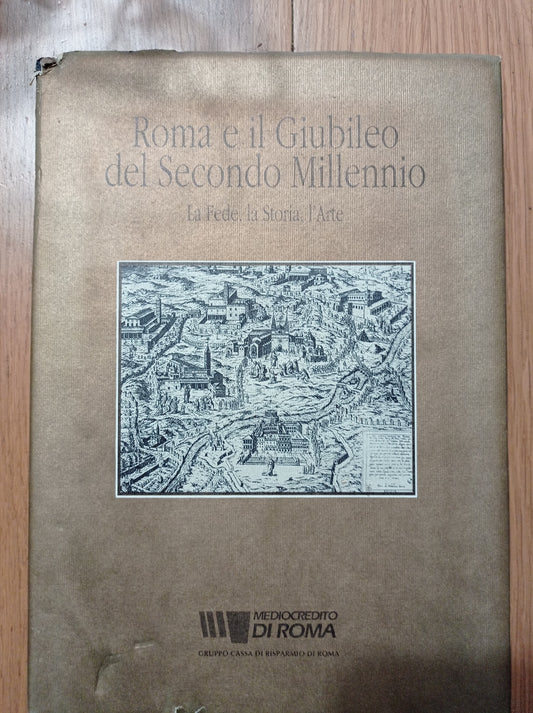 Roma e il Giubileo
del Secondo Millennio
La Fede, la Storia, l'Arte
MEDIOCREDITO
DI ROMA
GRUPPO CASSA DI RISPARMIO DI ROMA